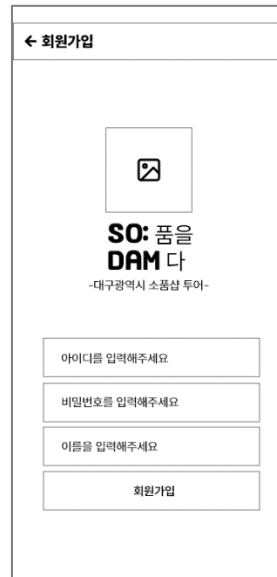 ← 회원가입
SO: 품을
DAM 다
-대구광역시 소품샵 투어-
아이디를 입력해주세요
비밀번호를 입력해주세요
이름을 입력해주세요
회원가입